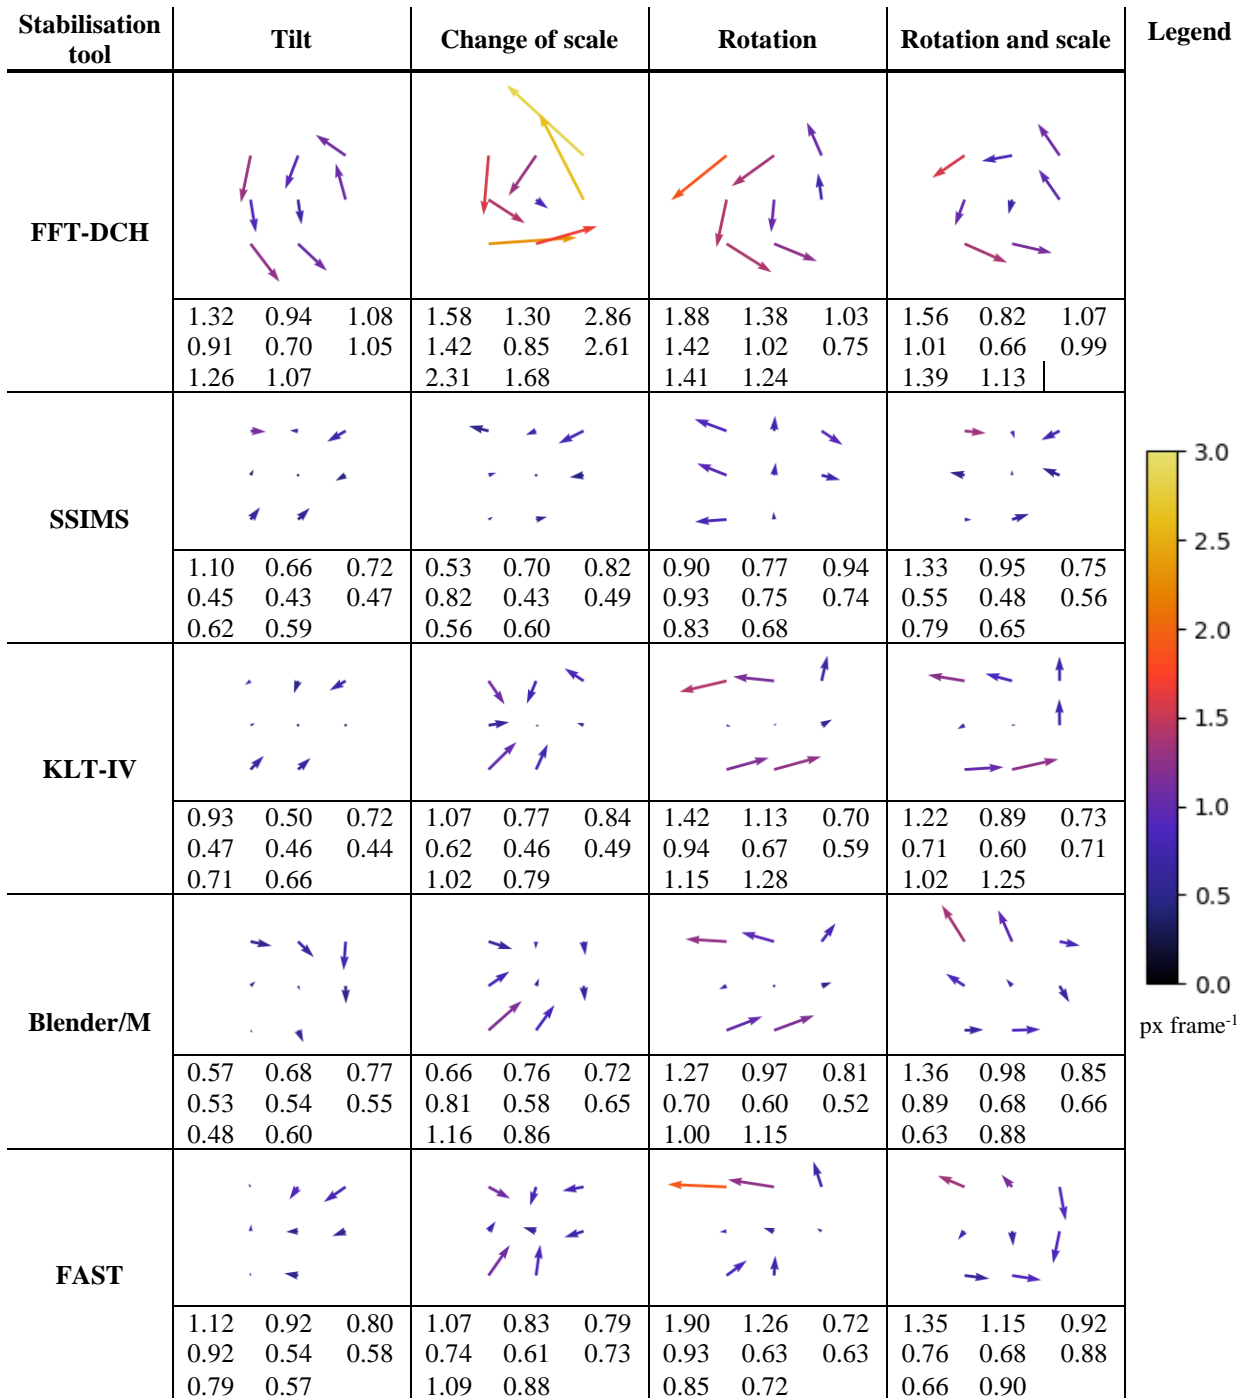 Stabilisation tool Tilt Change of scale Rotation Rotation and scale Legend
FFT-DCH
1.32 0.94 1.08 1.58 1.30 2.86 1.88 1.38 1.03 1.56 0.82 1.07
0.91 0.70 1.05 1.42 0.85 2.61 1.42 1.02 0.75 1.01 0.66 0.99
1.26 1.07 2.31 1.68 1.41 1.24 1.39 1.13
SSIMS
1.10 0.66 0.72 0.53 0.70 0.82 0.90 0.77 0.94 1.33 0.95 0.75
0.45 0.43 0.47 0.82 0.43 0.49 0.93 0.75 0.74 0.55 0.48 0.56
0.62 0.59 0.56 0.60 0.83 0.68 0.79 0.65
KLT-IV
0.93 0.50 0.72 1.07 0.77 0.84 1.42 1.13 0.70 1.22 0.89 0.73
0.47 0.46 0.44 0.62 0.46 0.49 0.94 0.67 0.59 0.71 0.60 0.71
0.71 0.66 1.02 0.79 1.15 1.28 1.02 1.25
Blender/M
0.57 0.68 0.77 0.66 0.76 0.72 1.27 0.97 0.81 1.36 0.98 0.85
0.53 0.54 0.55 0.81 0.58 0.65 0.70 0.60 0.52 0.89 0.68 0.66
0.48 0.60 1.16 0.86 1.00 1.15 0.63 0.88
FAST
1.12 0.92 0.80 1.07 0.83 0.79 1.90 1.26 0.72 1.35 1.15 0.92
0.92 0.54 0.58 0.74 0.61 0.73 0.93 0.63 0.63 0.76 0.68 0.88
0.79 0.57 1.09 0.88 0.85 0.72 0.66 0.90
3.0
2.5
2.0
1.5
1.0
0.5
0.0
px frame⁻¹